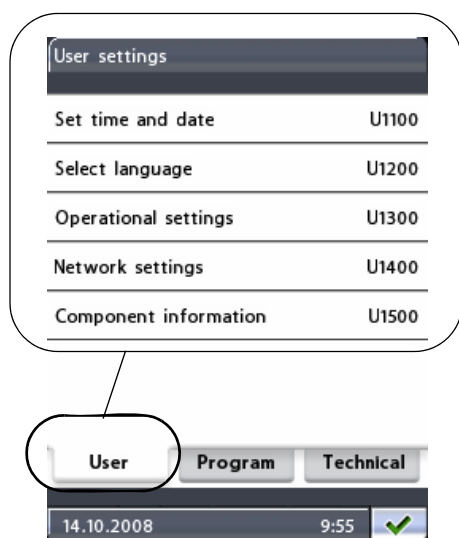 User settings
Set time and date U1100
Select language U1200
Operational settings U1300
Network settings U1400
Component information U1500
User Program Technical
14.10.2008 9:55